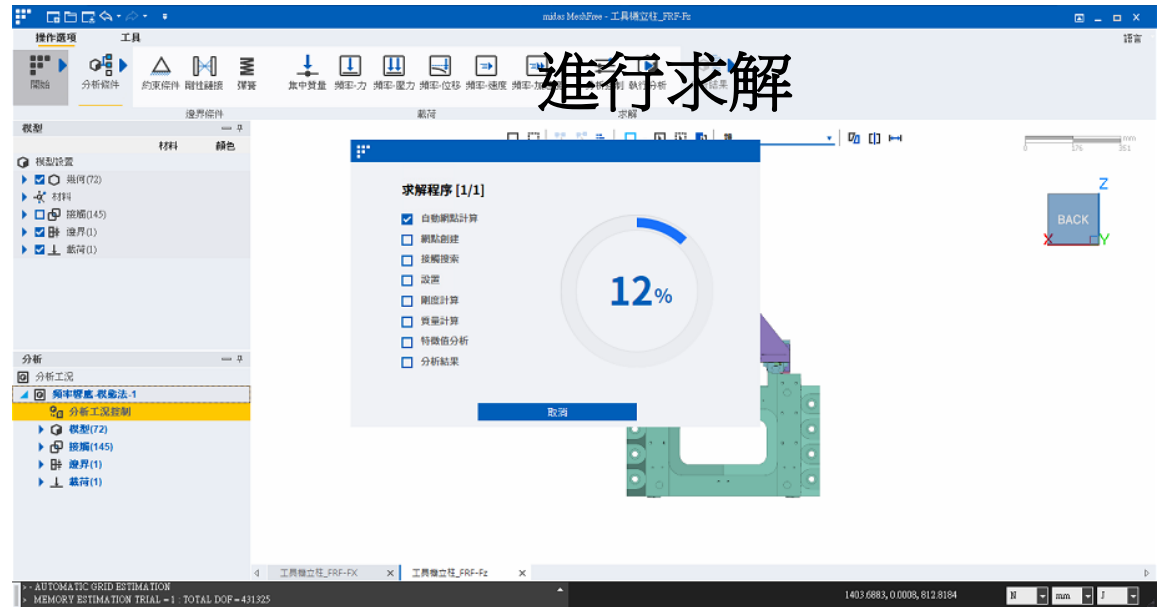 midas MeshFree - 工具機立柱_FRF-Fz
操作選項 工具 語言
開始 分析條件 約束條件 剛性鏈接 彈簧 集中質量 頻率-力 頻率-壓力 頻率-位移 頻率-速度 執行分析
進行求解
邊界條件 載荷 求解
模型
材料 顏色
模型設置
幾何(72)
材料
接觸(145)
邊界(1)
載荷(1)
mm
0 176 351
Z
BACK
X Y
求解程序 [1/1]
自動網點計算
網點創建
接觸搜索
設置
剛度計算
質量計算
特徵值分析
分析結果
12%
取消
分析
分析工況
頻率響應-模態法-1
分析工況控制
模型(72)
接觸(145)
邊界(1)
載荷(1)
工具機立柱_FRF-FX × 工具機立柱_FRF-Fz ×
> - AUTOMATIC GRID ESTIMATION
> MEMORY ESTIMATION TRIAL = 1 : TOTAL DOF = 431325
1403.6883, 0.0008, 812.8184 N mm J